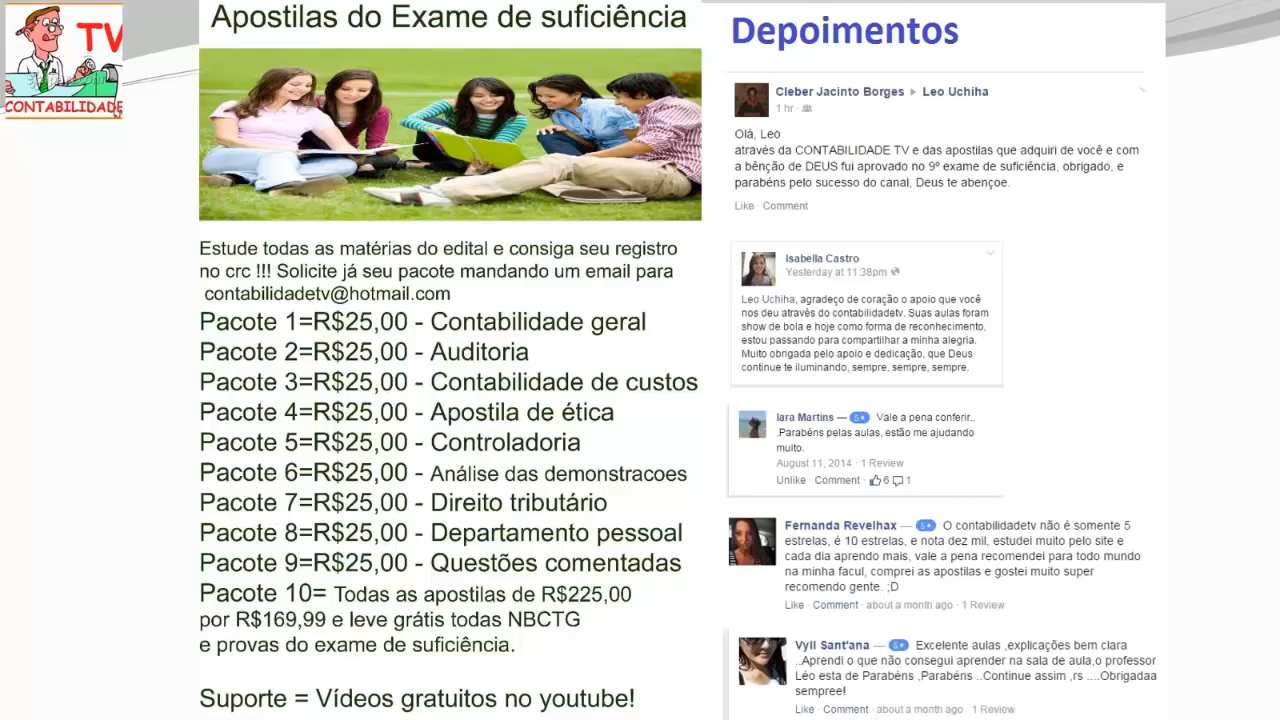 TV
CONTABILIDADE
Apostilas do Exame de suficiência
Estude todas as matérias do edital e consiga seu registro
no crc !!! Solicite já seu pacote mandando um email para
contabilidadetv@hotmail.com
Pacote 1=R$25,00 - Contabilidade geral
Pacote 2=R$25,00 - Auditoria
Pacote 3=R$25,00 - Contabilidade de custos
Pacote 4=R$25,00 - Apostila de ética
Pacote 5=R$25,00 - Controladoria
Pacote 6=R$25,00 - Análise das demonstracoes
Pacote 7=R$25,00 - Direito tributário
Pacote 8=R$25,00 - Departamento pessoal
Pacote 9=R$25,00 - Questões comentadas
Pacote 10= Todas as apostilas de R$225,00
por R$169,99 e leve grátis todas NBCTG
e provas do exame de suficiência.
Suporte = Vídeos gratuitos no youtube!
Depoimentos
Cleber Jacinto Borges ▸ Leo Uchiha
1 hr ·
Olá, Leo
através da CONTABILIDADE TV e das apostilas que adquiri de você e com
a bênção de DEUS fui aprovado no 9º exame de suficiência, obrigado, e
parabéns pelo sucesso do canal, Deus te abençoe.
Like · Comment
Isabella Castro
Yesterday at 11:38pm
Leo Uchiha, agradeço de coração o apoio que você
nos deu através do contabilidadetv. Suas aulas foram
show de bola e hoje como forma de reconhecimento,
estou passando para compartilhar a minha alegria.
Muito obrigada pelo apoio e dedicação, que Deus
continue te iluminando, sempre, sempre, sempre.
Iara Martins — 5★ Vale a pena conferir..
.Parabéns pelas aulas, estão me ajudando
muito.
August 11, 2014 · 1 Review
Unlike · Comment · 6 1
Fernanda Revelhax — 5★ O contabilidadetv não é somente 5
estrelas, é 10 estrelas, e nota dez mil, estudei muito pelo site e
cada dia aprendo mais, vale a pena recomendei para todo mundo
na minha facul, comprei as apostilas e gostei muito super
recomendo gente. ;D
Like · Comment · about a month ago · 1 Review
Vyll Sant'ana — 5★ Excelente aulas ,explicações bem clara
..Aprendi o que não consegui aprender na sala de aula,o professor
Léo esta de Parabéns ,Parabéns ..Continue assim ,rs ....Obrigadaa
sempree!
Like · Comment · about a month ago · 1 Review